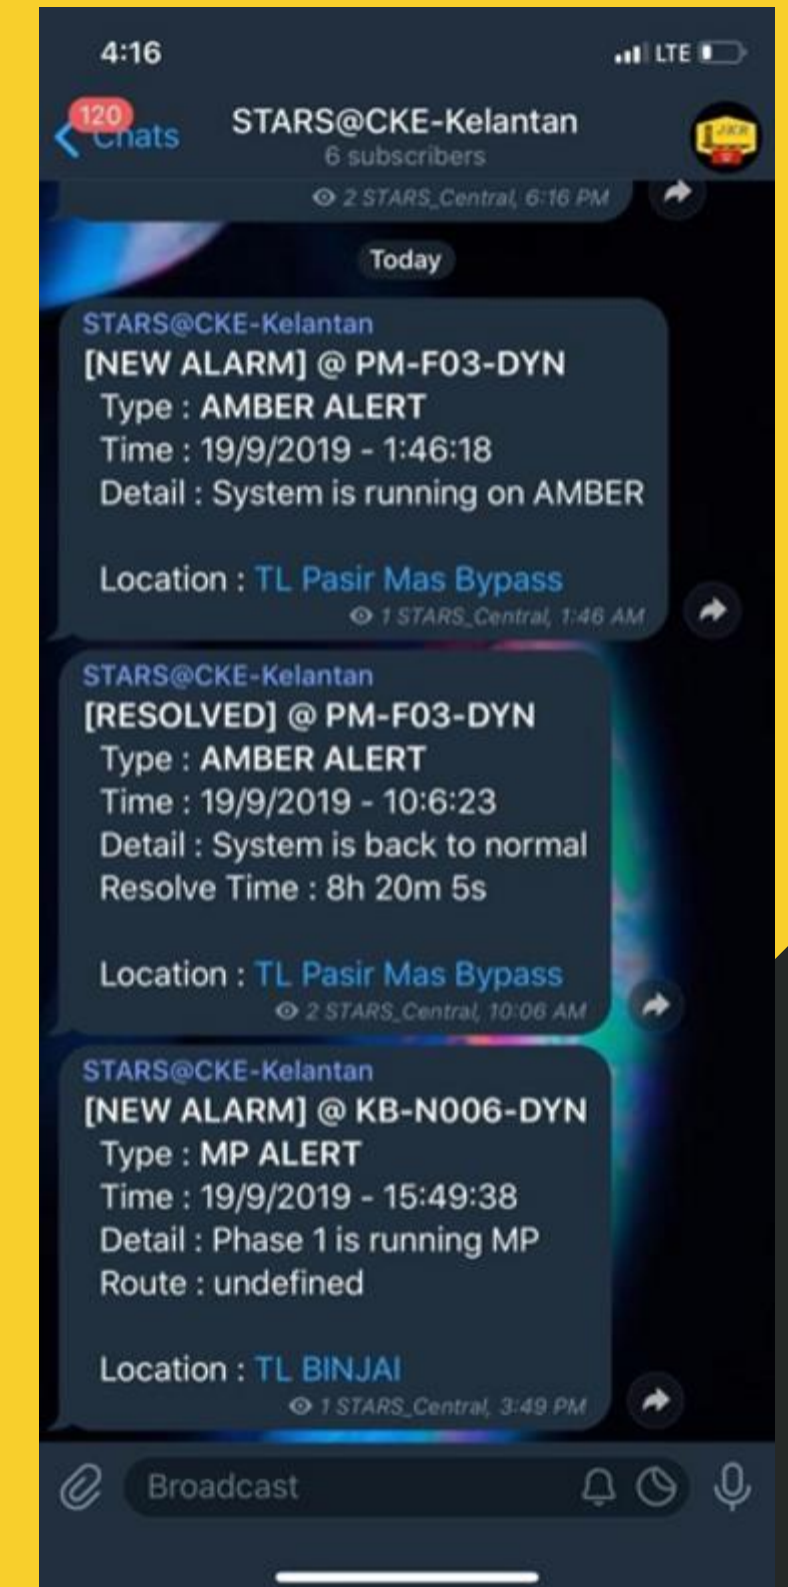 4:16
LTE
120
Chats
STARS@CKE-Kelantan
6 subscribers
JKR
2 STARS_Central, 6:16 PM
Today
STARS@CKE-Kelantan
[NEW ALARM] @ PM-F03-DYN
Type : AMBER ALERT
Time : 19/9/2019 - 1:46:18
Detail : System is running on AMBER
Location : TL Pasir Mas Bypass
1 STARS_Central, 1:46 AM
STARS@CKE-Kelantan
[RESOLVED] @ PM-F03-DYN
Type : AMBER ALERT
Time : 19/9/2019 - 10:6:23
Detail : System is back to normal
Resolve Time : 8h 20m 5s
Location : TL Pasir Mas Bypass
2 STARS_Central, 10:06 AM
STARS@CKE-Kelantan
[NEW ALARM] @ KB-N006-DYN
Type : MP ALERT
Time : 19/9/2019 - 15:49:38
Detail : Phase 1 is running MP
Route : undefined
Location : TL BINJAI
1 STARS_Central, 3:49 PM
Broadcast